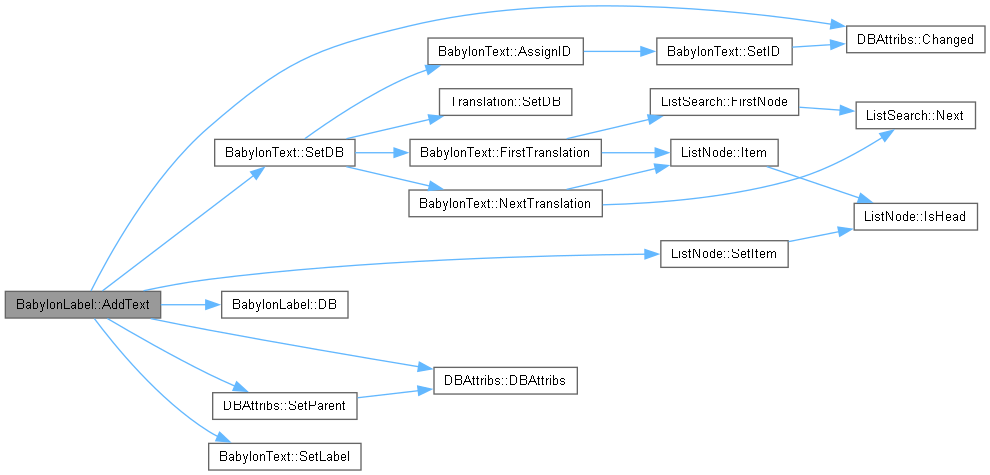 DBAttribs::Changed
BabylonText::AssignID
BabylonText::SetID
Translation::SetDB
ListSearch::FirstNode
ListSearch::Next
BabylonText::SetDB
BabylonText::FirstTranslation
ListNode::Item
BabylonText::NextTranslation
ListNode::IsHead
ListNode::SetItem
BabylonLabel::AddText
BabylonLabel::DB
DBAttribs::DBAttribs
DBAttribs::SetParent
BabylonText::SetLabel